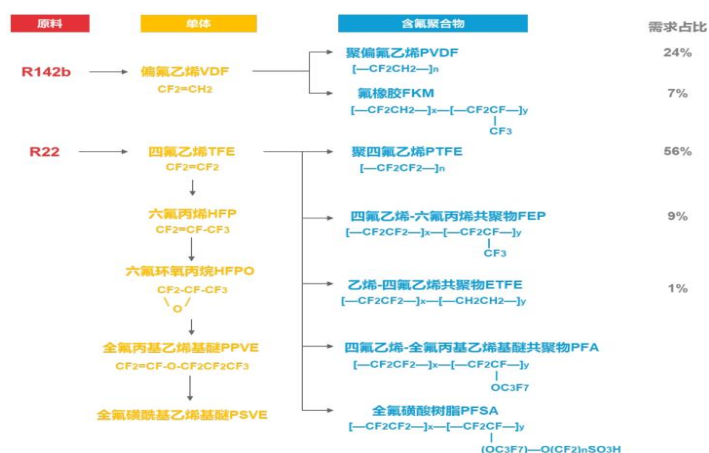 原料 单体 含氟聚合物 需求占比
R142b 偏氟乙烯VDF 聚偏氟乙烯PVDF 24%
CF2=CH2 [—CF2CH2—]n
氟橡胶FKM 7%
[—CF2CH2—]x—[—CF2CF—]y
CF3
R22 四氟乙烯TFE 聚四氟乙烯PTFE 56%
CF2=CF2 [—CF2CF2—]n
六氟丙烯HFP 四氟乙烯-六氟丙烯共聚物FEP 9%
CF2=CF-CF3 [—CF2CF2—]x—[—CF2CF—]y
CF3
六氟环氧丙烷HFPO 乙烯-四氟乙烯共聚物ETFE 1%
CF2-CF-CF3 [—CF2CF2—]x—[—CH2CH2—]y
O
全氟丙基乙烯基醚PPVE 四氟乙烯-全氟丙基乙烯基醚共聚物PFA
CF2=CF-O-CF2CF2CF3 [—CF2CF2—]x—[—CF2CF—]y
OC3F7
全氟磺酰基乙烯基醚PSVE 全氟磺酸树脂PFSA
[—CF2CF2—]x—[—CF2CF—]y
(OC3F7)—O(CF2)nSO3H